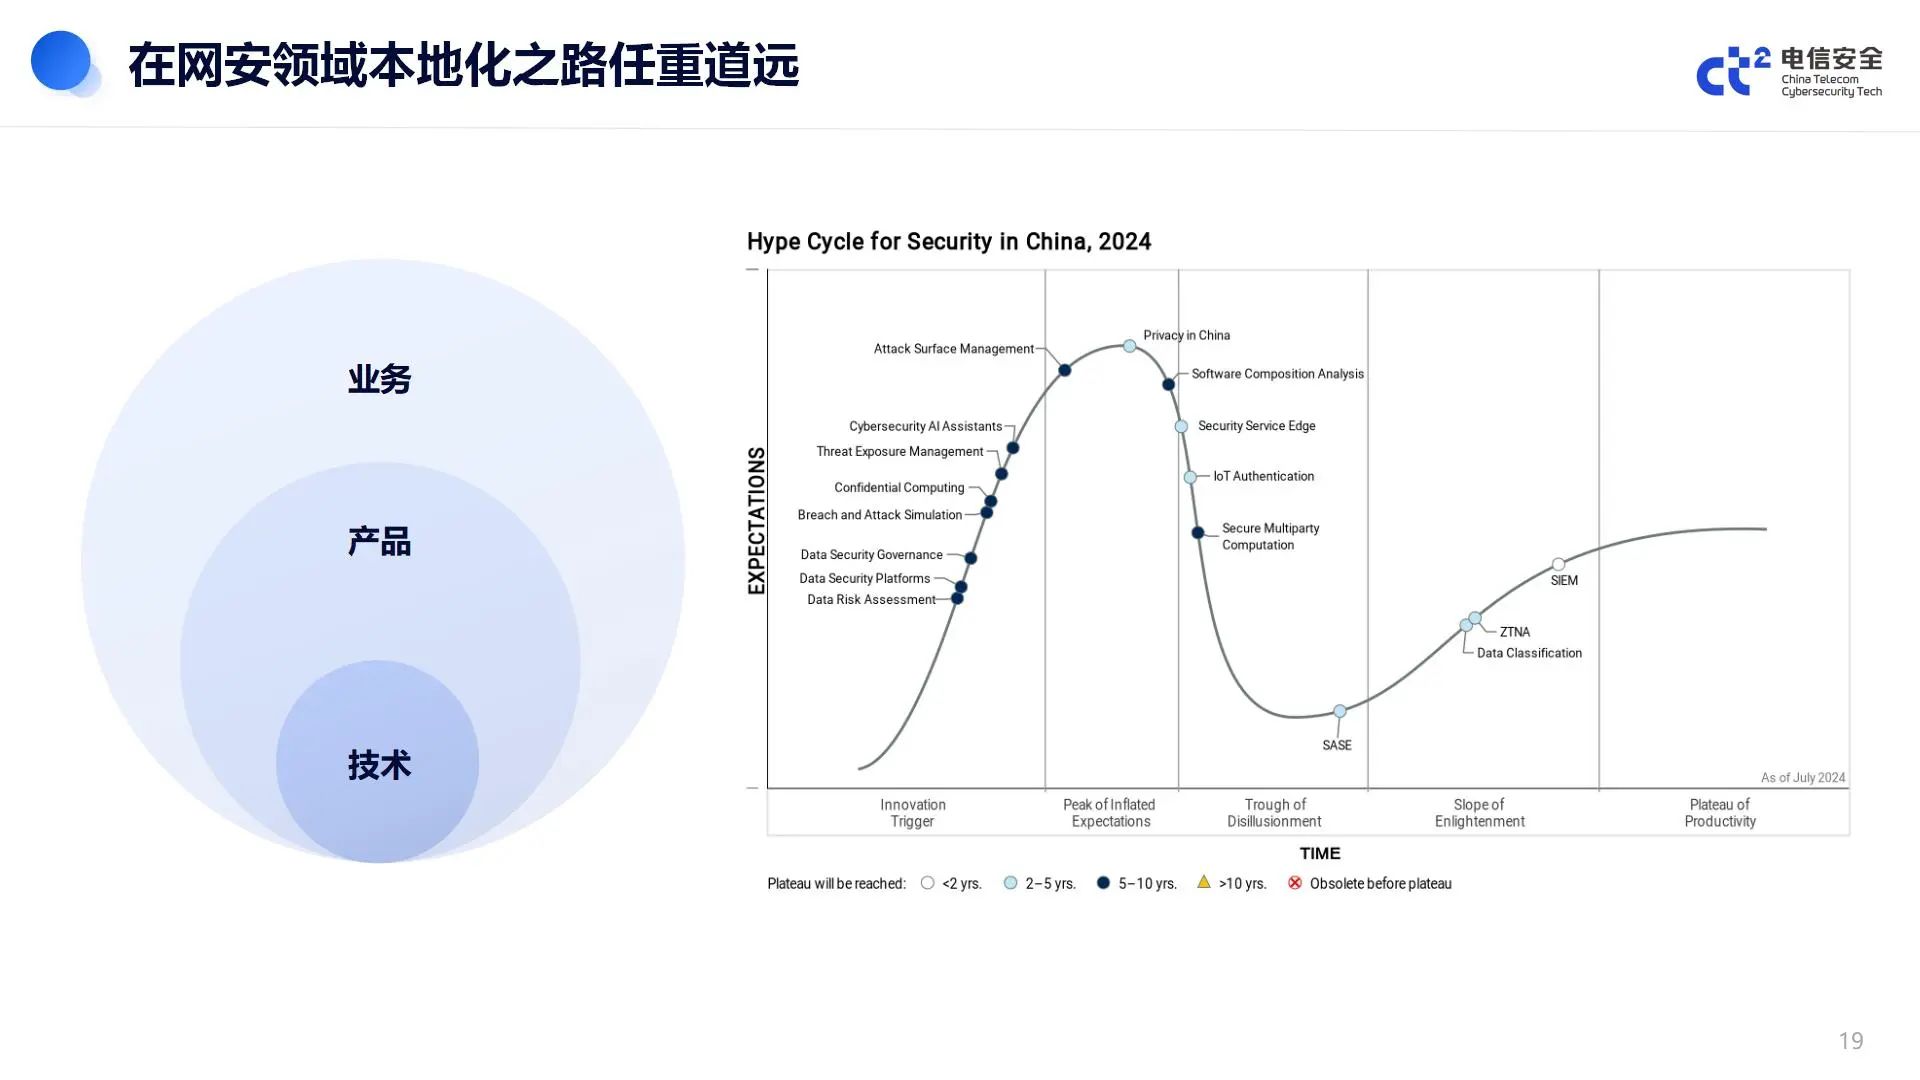 在网安领域本地化之路任重道远
ct2 电信安全
China Telecom
Cybersecurity Tech
业务
产品
技术
Hype Cycle for Security in China, 2024
EXPECTATIONS
Privacy in China
Attack Surface Management
Software Composition Analysis
Cybersecurity AI Assistants
Security Service Edge
Threat Exposure Management
IoT Authentication
Confidential Computing
Breach and Attack Simulation
Secure Multiparty
Computation
Data Security Governance
Data Security Platforms
Data Risk Assessment
SIEM
ZTNA
Data Classification
SASE
As of July 2024
Innovation
Trigger
Peak of Inflated
Expectations
Trough of
Disillusionment
Slope of
Enlightenment
Plateau of
Productivity
TIME
Plateau will be reached: <2 yrs. 2–5 yrs. 5–10 yrs. >10 yrs. Obsolete before plateau
19